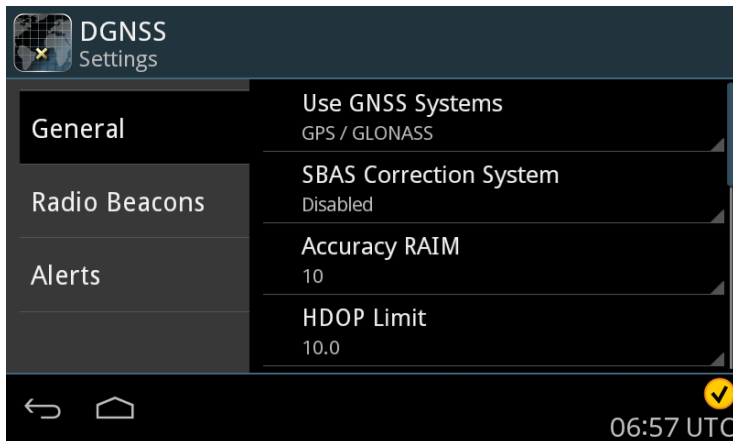 DGNSS
Settings
General
Radio Beacons
Alerts
Use GNSS Systems
GPS / GLONASS
SBAS Correction System
Disabled
Accuracy RAIM
10
HDOP Limit
10.0
06:57 UTC